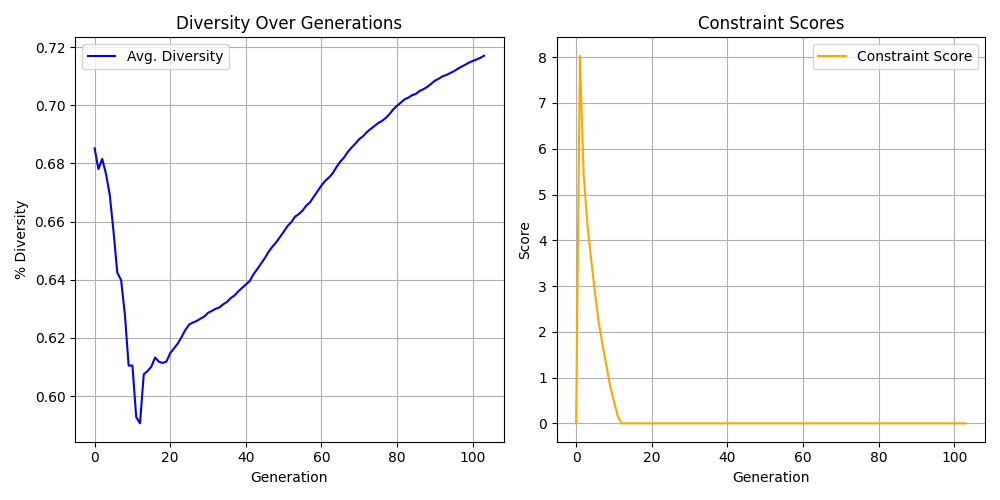 Diversity Over Generations
Avg. Diversity
% Diversity
0.72
0.70
0.68
0.66
0.64
0.62
0.60
0 20 40 60 80 100
Generation
Constraint Scores
Constraint Score
Score
8
7
6
5
4
3
2
1
0
0 20 40 60 80 100
Generation